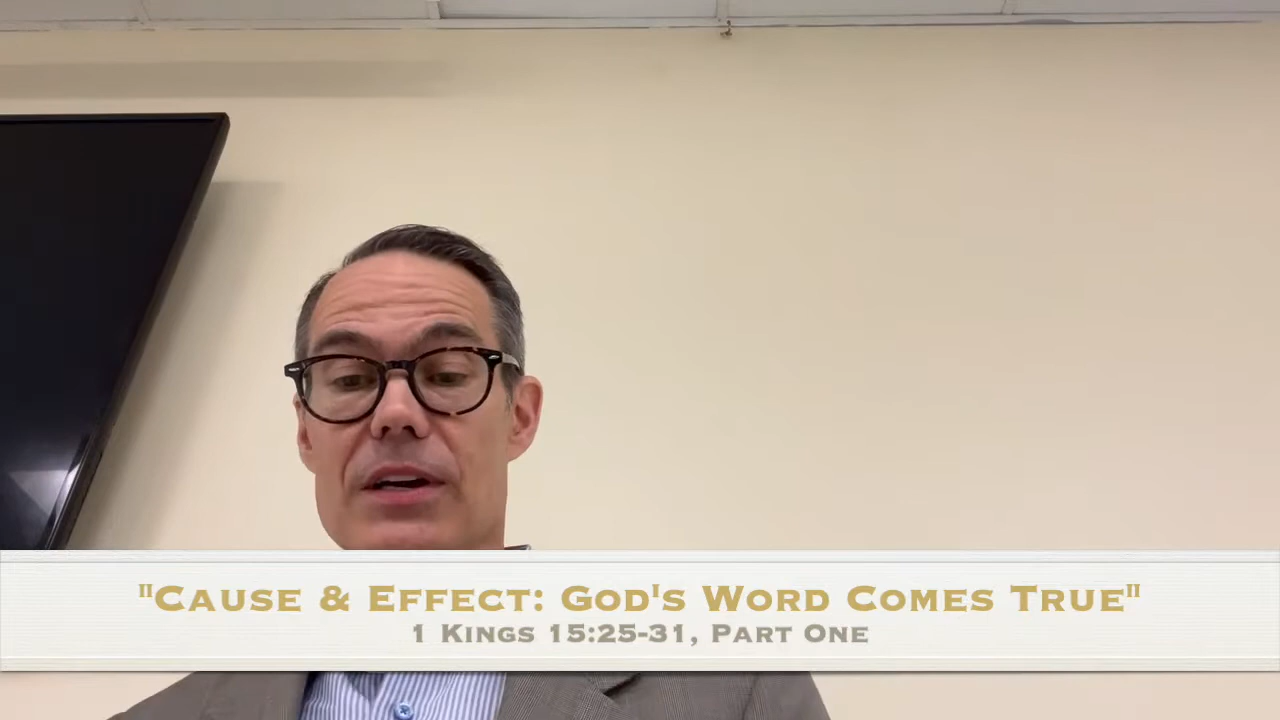 "Cause & Effect: God's Word Comes True"
1 Kings 15:25-31, Part One